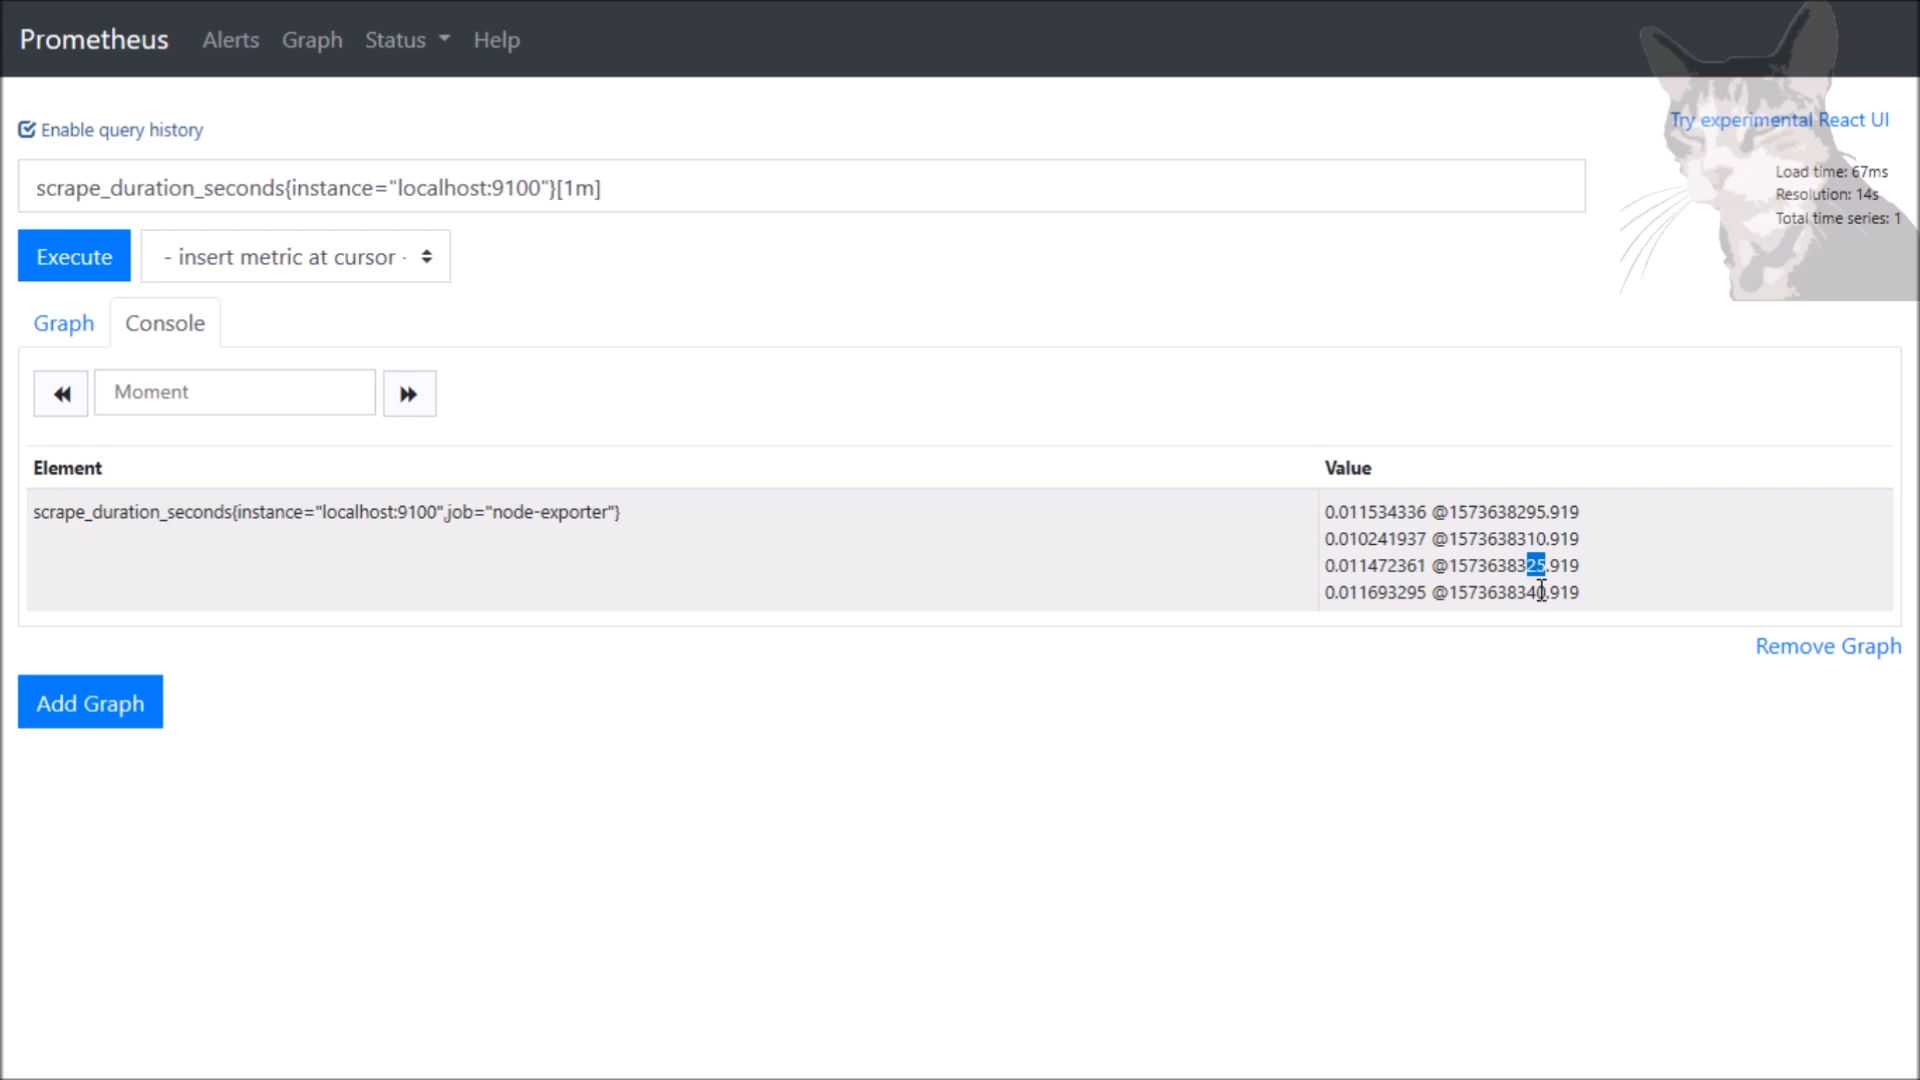 Prometheus Alerts Graph Status Help
Enable query history
Try experimental React UI
scrape_duration_seconds{instance="localhost:9100"}[1m]
Load time: 67ms
Resolution: 14s
Total time series: 1
Execute
- insert metric at cursor -
Graph Console
Moment
Element Value
scrape_duration_seconds{instance="localhost:9100",job="node-exporter"}
0.011534336 @1573638295.919
0.010241937 @1573638310.919
0.011472361 @1573638325.919
0.011693295 @1573638340.919
Remove Graph
Add Graph